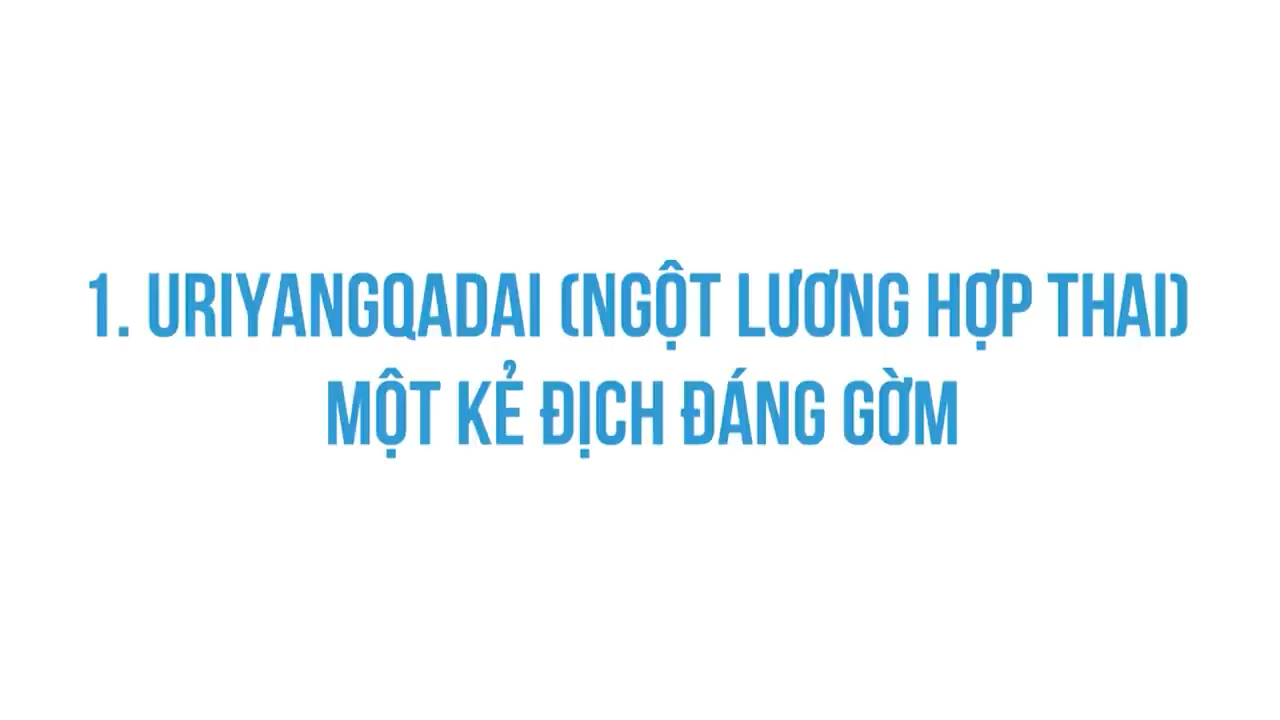 1. URIYANGQADAI (NGỘT LƯƠNG HỢP THAI)
MỘT KẺ ĐỊCH ĐÁNG GỜM